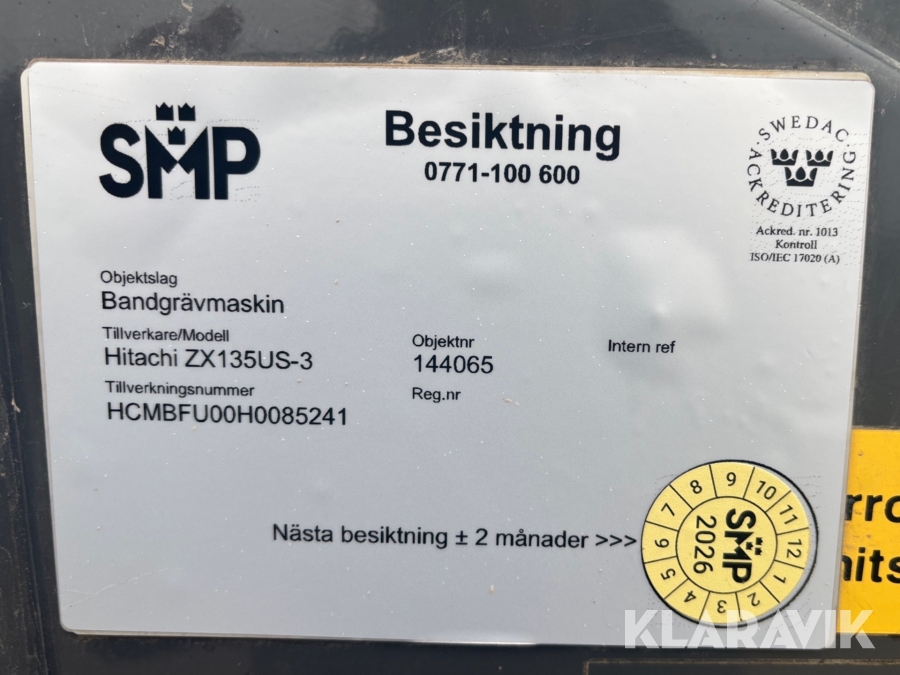 SMP
Besiktning
0771-100 600
SWEDAC
ACKREDITERING
Ackred. nr. 1013
Kontroll
ISO/IEC 17020 (A)
Objektslag
Bandgrävmaskin
Tillverkare/Modell
Hitachi ZX135US-3
Objektnr
144065
Intern ref
Tillverkningsnummer
HCMBFU00H0085241
Reg.nr
Nästa besiktning ± 2 månader >>>
1 2 3 4 5 6 7 8 9 10 11 12
SMP
2026
KLARAVIK